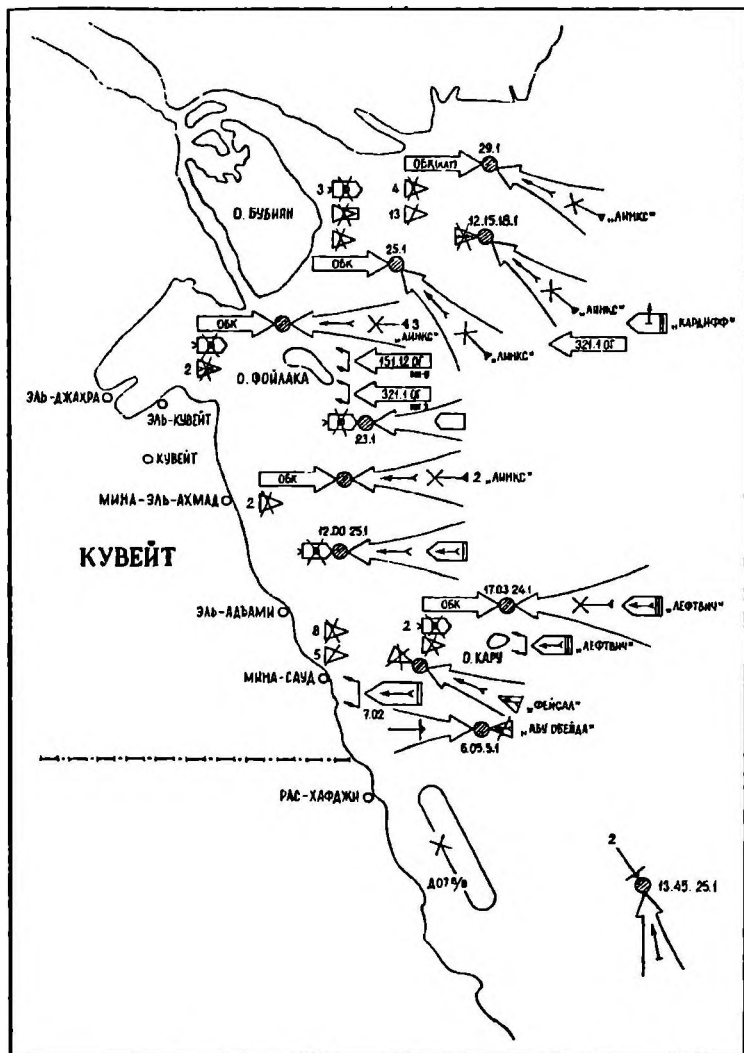 29.1
ОБК(КАТ)
3
4
„ЛИНКС“
О. БУБИЯН
13
12.15.18.1
25.1
ОБК
„ЛИНКС“
„КАРДИФФ“
ОБК
4 3
„ЛИНКС“
„ЛИНКС“
321.1 ОГ
2
О. ФОЙЛАКА
151.12 ОГ
ЭЛЬ-ДЖАХРА
321.1 ОГ
ЭЛЬ-КУВЕЙТ
23.1
КУВЕЙТ
ОБК
2 „ЛИНКС“
МИНА-ЭЛЬ-АХМАД
2
12.00 25.1
КУВЕЙТ
17.03 24.1
ОБК
„ЛЕФТВИЧ“
ЭЛЬ-АДЪАМИ
8
2
5
О. КАРУ
„ЛЕФТВИЧ“
МИНА-САУД
„ФЕЙСАЛ“
7.02
„АБУ ОБЕЙДА“
6.05.5.1
РАС-ХАФДЖИ
2
13.45. 25.1